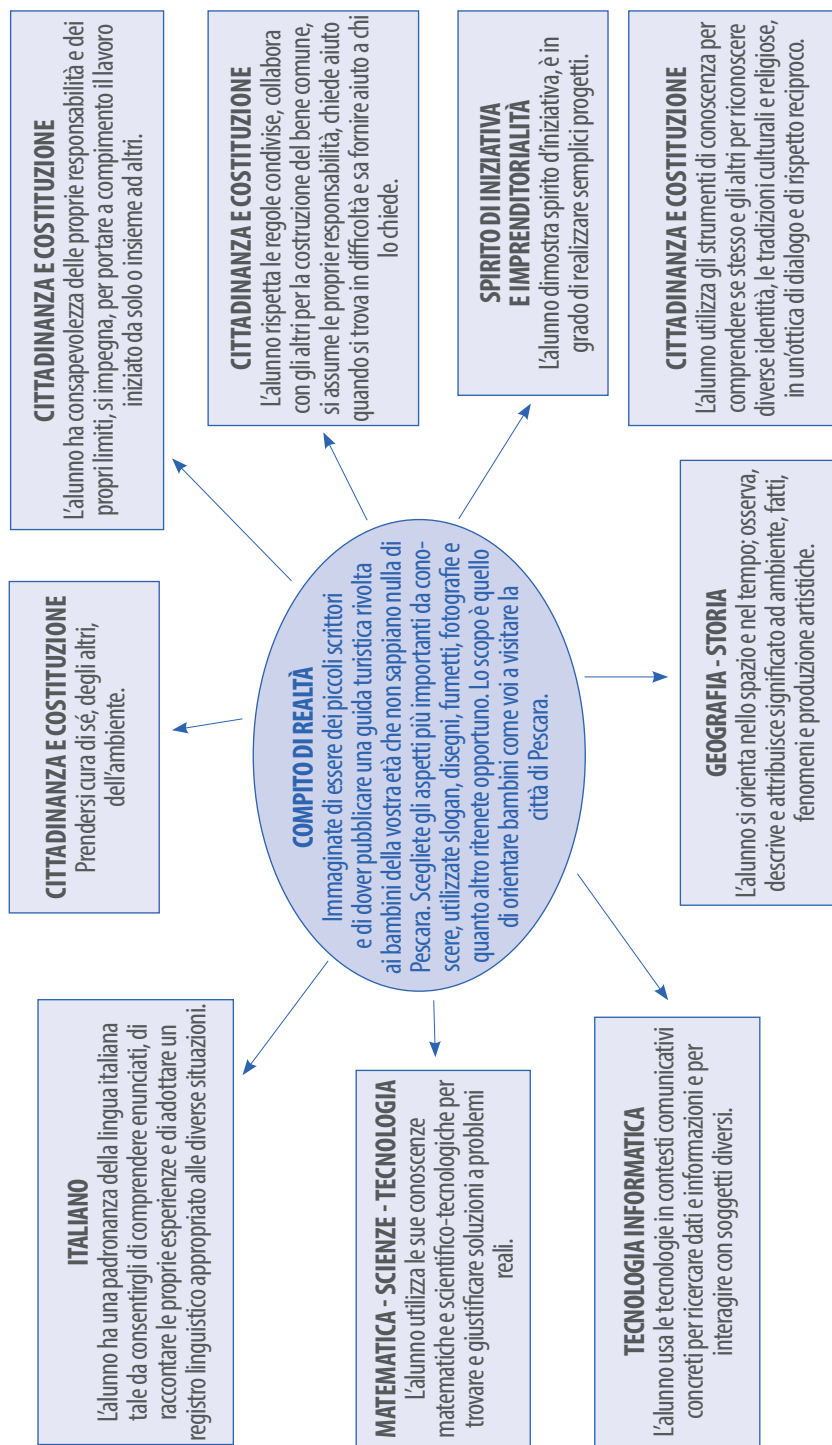 ITALIANO
L'alunno ha una padronanza della lingua italiana
tale da consentirgli di comprendere enunciati, di
raccontare le proprie esperienze e di adottare un
registro linguistico appropriato alle diverse situazioni.
CITTADINANZA E COSTITUZIONE
Prendersi cura di sé, degli altri,
dell'ambiente.
CITTADINANZA E COSTITUZIONE
L'alunno ha consapevolezza delle proprie responsabilità e dei
propri limiti, si impegna, per portare a compimento il lavoro
iniziato da solo o insieme ad altri.
CITTADINANZA E COSTITUZIONE
L'alunno rispetta le regole condivise, collabora
con gli altri per la costruzione del bene comune,
si assume le proprie responsabilità, chiede aiuto
quando si trova in difficoltà e sa fornire aiuto a chi
lo chiede.
MATEMATICA - SCIENZE - TECNOLOGIA
L'alunno utilizza le sue conoscenze
matematiche e scientifico-tecnologiche per
trovare e giustificare soluzioni a problemi
reali.
COMPITO DI REALTÀ
Immaginate di essere dei piccoli scrittori
e di dover pubblicare una guida turistica rivolta
ai bambini della vostra età che non sappiano nulla di
Pescara. Scegliete gli aspetti più importanti da cono-
scere, utilizzate slogan, disegni, fumetti, fotografie e
quanto altro ritenete opportuno. Lo scopo è quello
di orientare bambini come voi a visitare la
città di Pescara.
SPIRITO DI INIZIATIVA
E IMPRENDITORIALITÀ
L'alunno dimostra spirito d'iniziativa, è in
grado di realizzare semplici progetti.
TECNOLOGIA INFORMATICA
L'alunno usa le tecnologie in contesti comunicativi
concreti per ricercare dati e informazioni e per
interagire con soggetti diversi.
GEOGRAFIA - STORIA
L'alunno si orienta nello spazio e nel tempo; osserva,
descrive e attribuisce significato ad ambiente, fatti,
fenomeni e produzione artistiche.
CITTADINANZA E COSTITUZIONE
L'alunno utilizza gli strumenti di conoscenza per
comprendere se stesso e gli altri per riconoscere
diverse identità, le tradizioni culturali e religiose,
in un'ottica di dialogo e di rispetto reciproco.